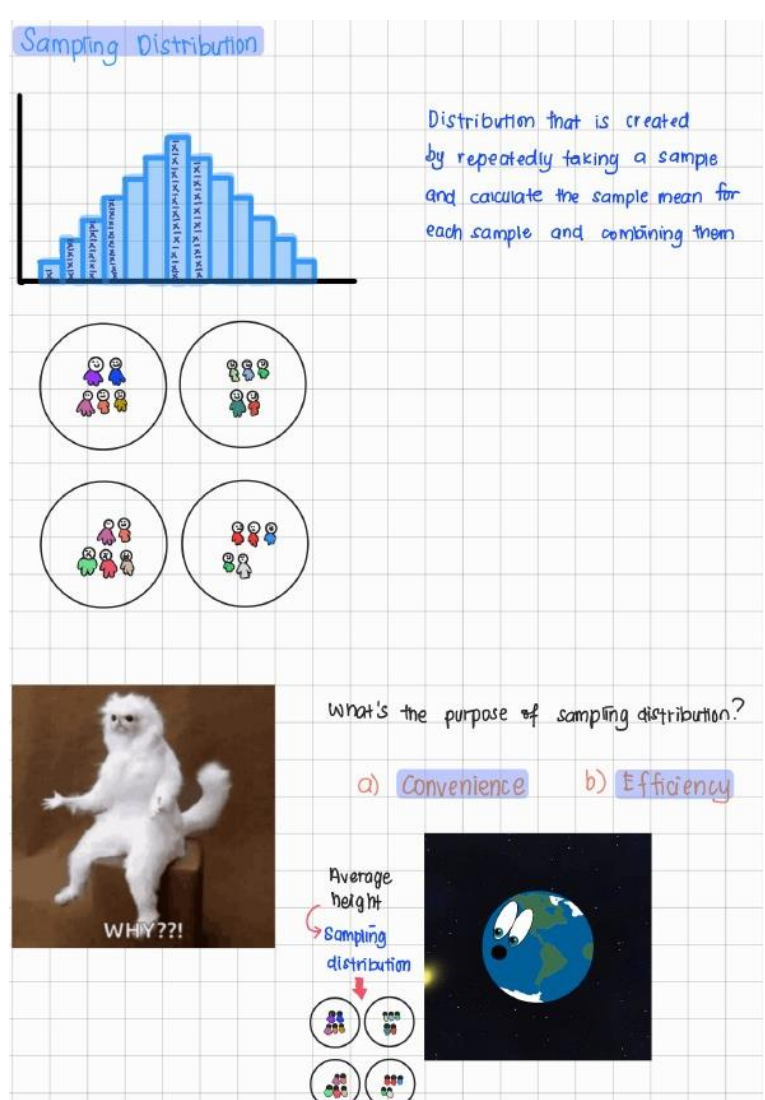 Sampling Distribution
Distribution that is created
by repeatedly taking a sample
and calculate the sample mean for
each sample and combining them
What's the purpose of sampling distribution?
a) Convenience b) Efficiency
WHY??!
Average
height
Sampling
distribution